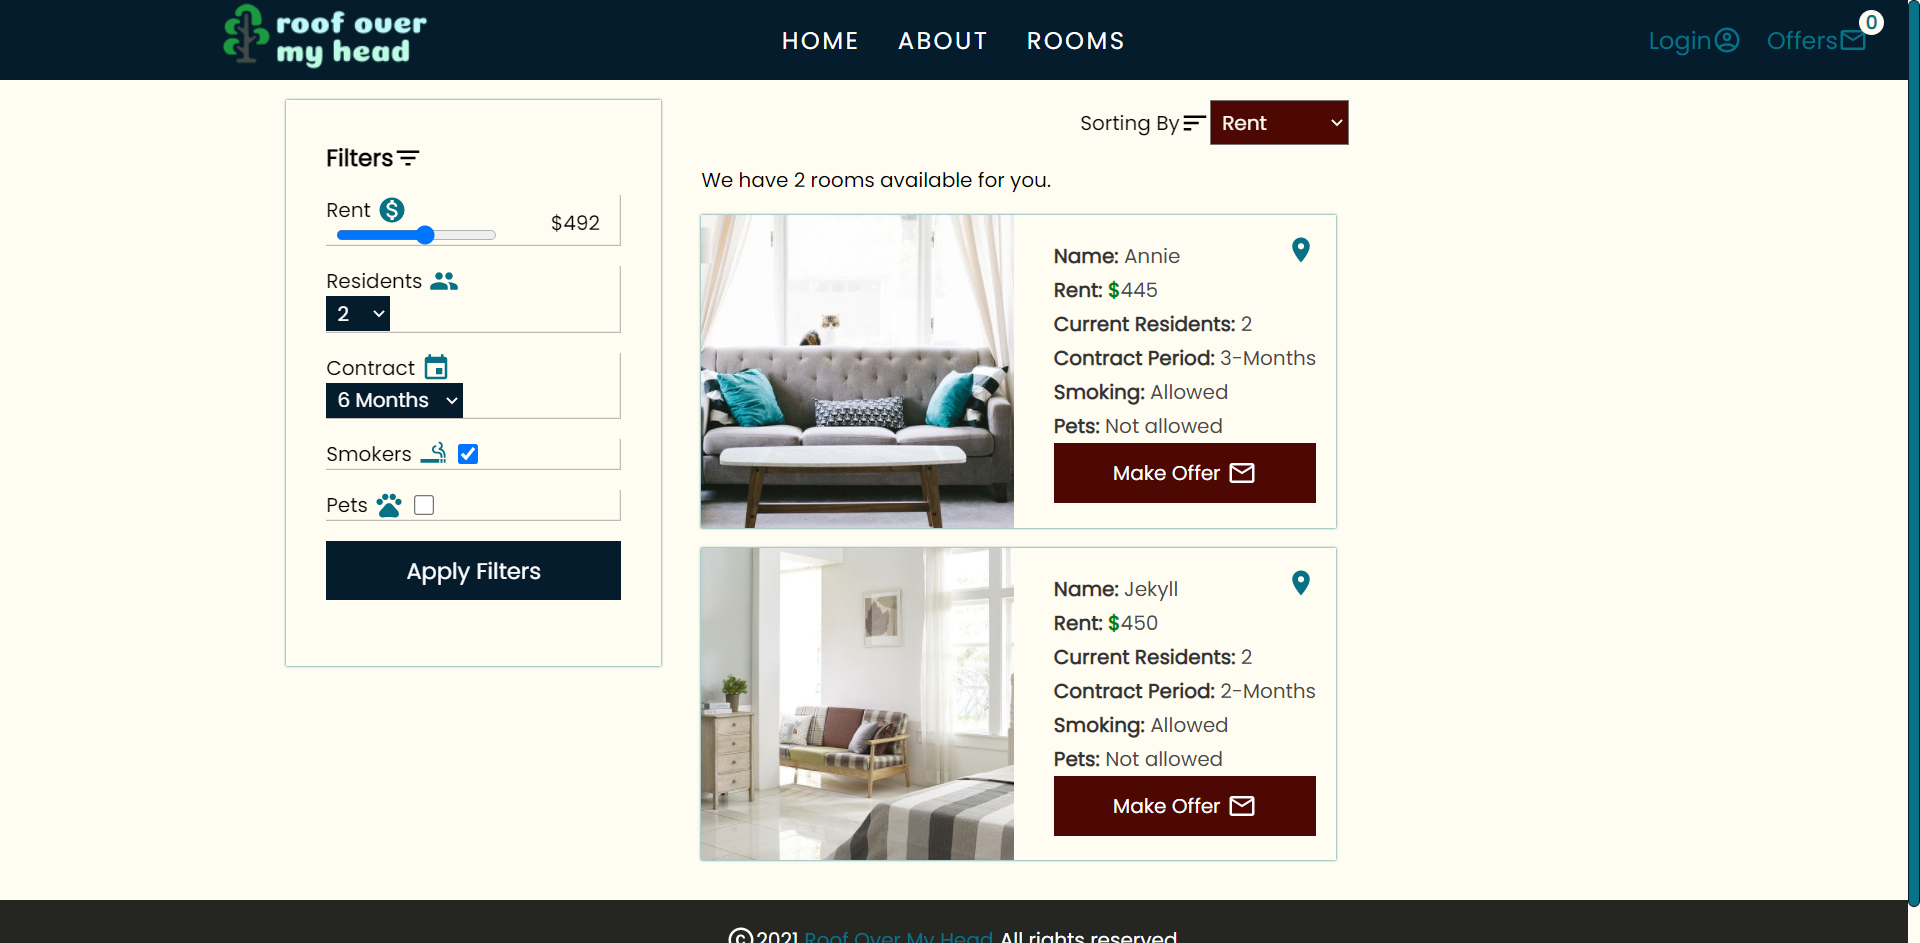 roof over
my head
HOME ABOUT ROOMS
Login Offers 0
Filters
Rent $492
Residents
2
Contract
6 Months
Smokers
Pets
Apply Filters
Sorting By Rent
We have 2 rooms available for you.
Name: Annie
Rent: $445
Current Residents: 2
Contract Period: 3-Months
Smoking: Allowed
Pets: Not allowed
Make Offer
Name: Jekyll
Rent: $450
Current Residents: 2
Contract Period: 2-Months
Smoking: Allowed
Pets: Not allowed
Make Offer
©2021 Roof Over My Head All rights reserved